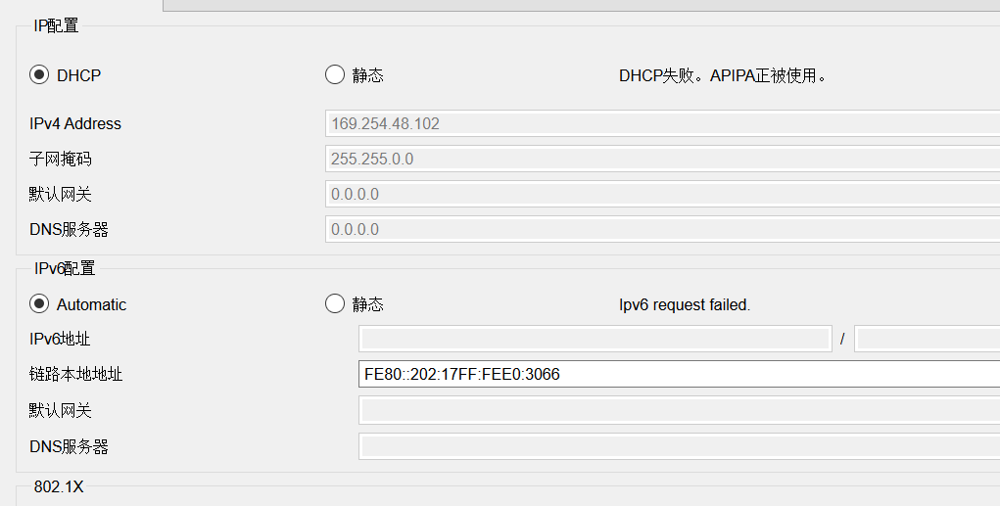 IP配置
DHCP 静态 DHCP失败。APIPA正被使用。
IPv4 Address 169.254.48.102
子网掩码 255.255.0.0
默认网关 0.0.0.0
DNS服务器 0.0.0.0
IPv6配置
Automatic 静态 Ipv6 request failed.
IPv6地址 /
链路本地地址 FE80::202:17FF:FEE0:3066
默认网关
DNS服务器
802.1X